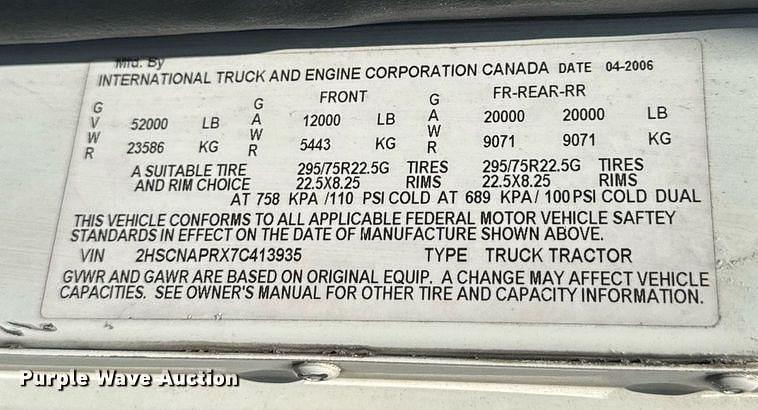 Mfd. By
INTERNATIONAL TRUCK AND ENGINE CORPORATION CANADA DATE 04-2006
GVWR GAWR FRONT GAWR FR-REAR-RR
52000 LB 12000 LB 20000 20000 LB
23586 KG 5443 KG 9071 9071 KG
A SUITABLE TIRE 295/75R22.5G TIRES 295/75R22.5G TIRES
AND RIM CHOICE 22.5X8.25 RIMS 22.5X8.25 RIMS
AT 758 KPA /110 PSI COLD AT 689 KPA / 100 PSI COLD DUAL
THIS VEHICLE CONFORMS TO ALL APPLICABLE FEDERAL MOTOR VEHICLE SAFTEY
STANDARDS IN EFFECT ON THE DATE OF MANUFACTURE SHOWN ABOVE.
VIN 2HSCNAPRX7C413935 TYPE TRUCK TRACTOR
GVWR AND GAWR ARE BASED ON ORIGINAL EQUIP. A CHANGE MAY AFFECT VEHICLE
CAPACITIES. SEE OWNER'S MANUAL FOR OTHER TIRE AND CAPACITY INFORMATION.
Purple Wave Auction